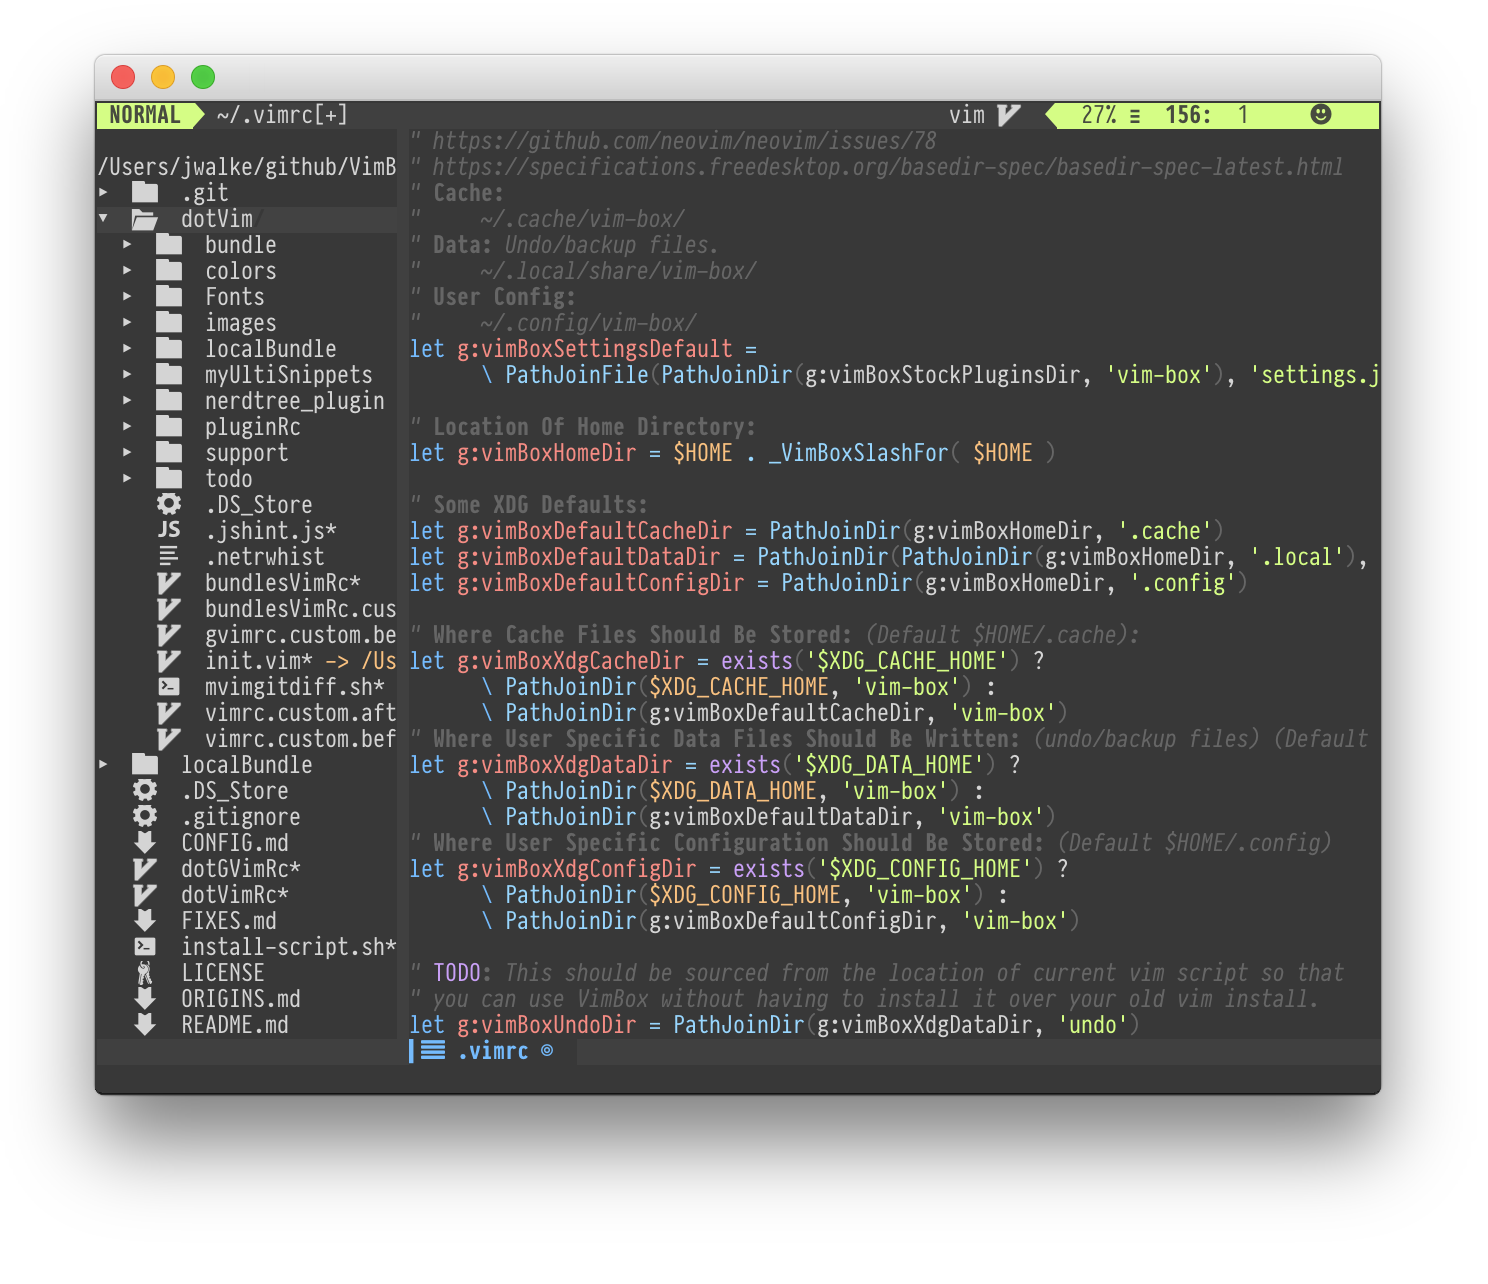 NORMAL ~/.vimrc[+] vim 27% ≡ 156: 1
/Users/jwalke/github/VimB
▸ .git
▾ dotVim/
▸ bundle
▸ colors
▸ Fonts
▸ images
▸ localBundle
▸ myUltiSnippets
▸ nerdtree_plugin
▸ pluginRc
▸ support
▸ todo
.DS_Store
JS .jshint.js*
.netrwhist
bundlesVimRc*
bundlesVimRc.cus
gvimrc.custom.be
init.vim* -> /Us
mvimgitdiff.sh*
vimrc.custom.aft
vimrc.custom.bef
▸ localBundle
.DS_Store
.gitignore
CONFIG.md
dotGVimRc*
dotVimRc*
FIXES.md
install-script.sh*
LICENSE
ORIGINS.md
README.md
" https://github.com/neovim/neovim/issues/78
" https://specifications.freedesktop.org/basedir-spec/basedir-spec-latest.html
" Cache:
"     ~/.cache/vim-box/
" Data: Undo/backup files.
"     ~/.local/share/vim-box/
" User Config:
"     ~/.config/vim-box/
let g:vimBoxSettingsDefault =
      \ PathJoinFile(PathJoinDir(g:vimBoxStockPluginsDir, 'vim-box'), 'settings.j
" Location Of Home Directory:
let g:vimBoxHomeDir = $HOME . _VimBoxSlashFor( $HOME )
" Some XDG Defaults:
let g:vimBoxDefaultCacheDir = PathJoinDir(g:vimBoxHomeDir, '.cache')
let g:vimBoxDefaultDataDir = PathJoinDir(PathJoinDir(g:vimBoxHomeDir, '.local'),
let g:vimBoxDefaultConfigDir = PathJoinDir(g:vimBoxHomeDir, '.config')
" Where Cache Files Should Be Stored: (Default $HOME/.cache):
let g:vimBoxXdgCacheDir = exists('$XDG_CACHE_HOME') ?
      \ PathJoinDir($XDG_CACHE_HOME, 'vim-box') :
      \ PathJoinDir(g:vimBoxDefaultCacheDir, 'vim-box')
" Where User Specific Data Files Should Be Written: (undo/backup files) (Default
let g:vimBoxXdgDataDir = exists('$XDG_DATA_HOME') ?
      \ PathJoinDir($XDG_DATA_HOME, 'vim-box') :
      \ PathJoinDir(g:vimBoxDefaultDataDir, 'vim-box')
" Where User Specific Configuration Should Be Stored: (Default $HOME/.config)
let g:vimBoxXdgConfigDir = exists('$XDG_CONFIG_HOME') ?
      \ PathJoinDir($XDG_CONFIG_HOME, 'vim-box') :
      \ PathJoinDir(g:vimBoxDefaultConfigDir, 'vim-box')
" TODO: This should be sourced from the location of current vim script so that
" you can use VimBox without having to install it over your old vim install.
let g:vimBoxUndoDir = PathJoinDir(g:vimBoxXdgDataDir, 'undo')
.vimrc ◎